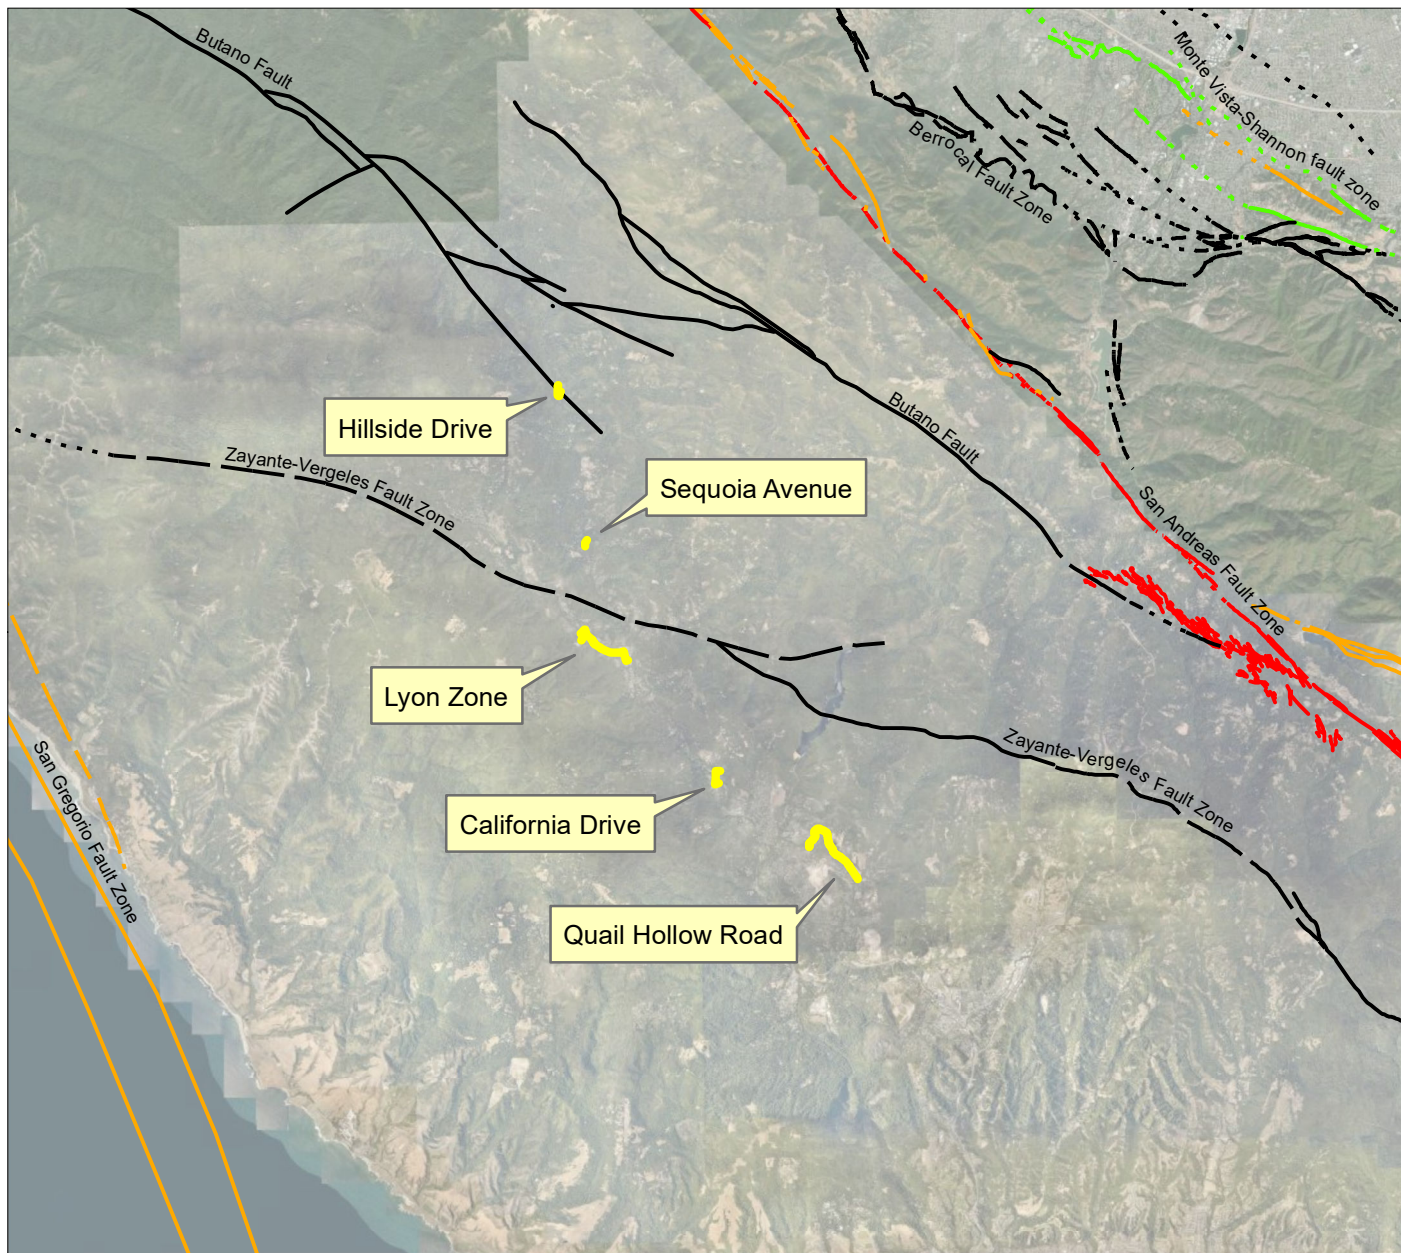 Butano Fault
Monte Vista-Shannon fault zone
Berrocal Fault Zone
Hillside Drive
Butano Fault
Zayante-Vergeles Fault Zone
Sequoia Avenue
San Andreas Fault Zone
Lyon Zone
Zayante-Vergeles Fault Zone
San Gregorio Fault Zone
California Drive
Quail Hollow Road